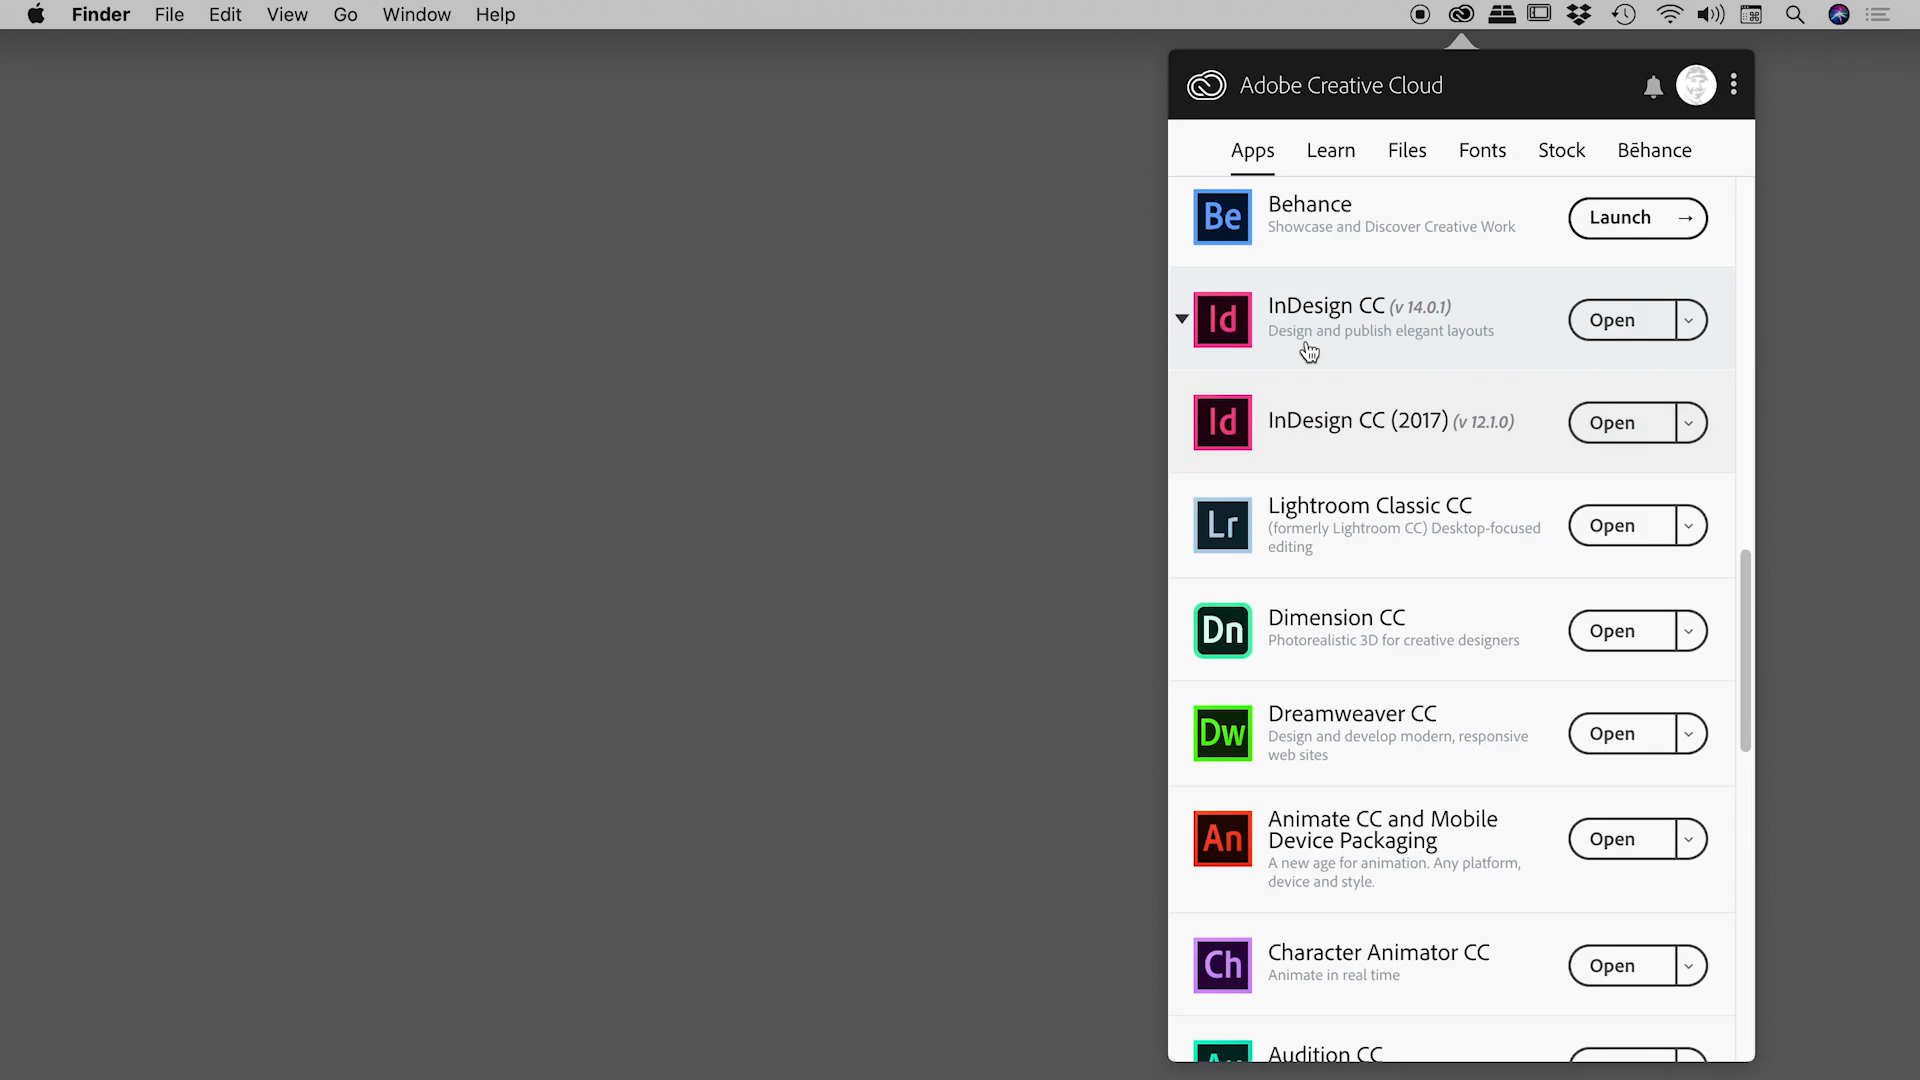 Finder File Edit View Go Window Help
Adobe Creative Cloud
Apps Learn Files Fonts Stock Bēhance
Be
Behance
Showcase and Discover Creative Work
Launch →
Id
InDesign CC (v 14.0.1)
Design and publish elegant layouts
Open
Id
InDesign CC (2017) (v 12.1.0)
Open
Lr
Lightroom Classic CC
(formerly Lightroom CC) Desktop-focused
editing
Open
Dn
Dimension CC
Photorealistic 3D for creative designers
Open
Dw
Dreamweaver CC
Design and develop modern, responsive
web sites
Open
An
Animate CC and Mobile
Device Packaging
A new age for animation. Any platform,
device and style.
Open
Ch
Character Animator CC
Animate in real time
Open
Au
Audition CC